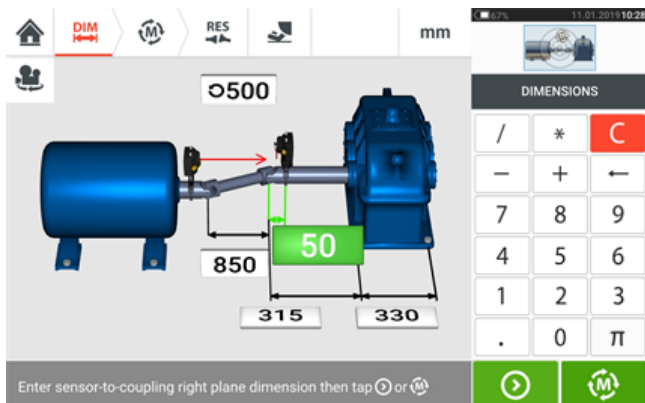 DIM
M
RES
mm
67%
11.01.2019 10:28
DIMENSIONS
500
50
850
315
330
/ * C
− + ←
7 8 9
4 5 6
1 2 3
. 0 π
Enter sensor-to-coupling right plane dimension then tap or M
M